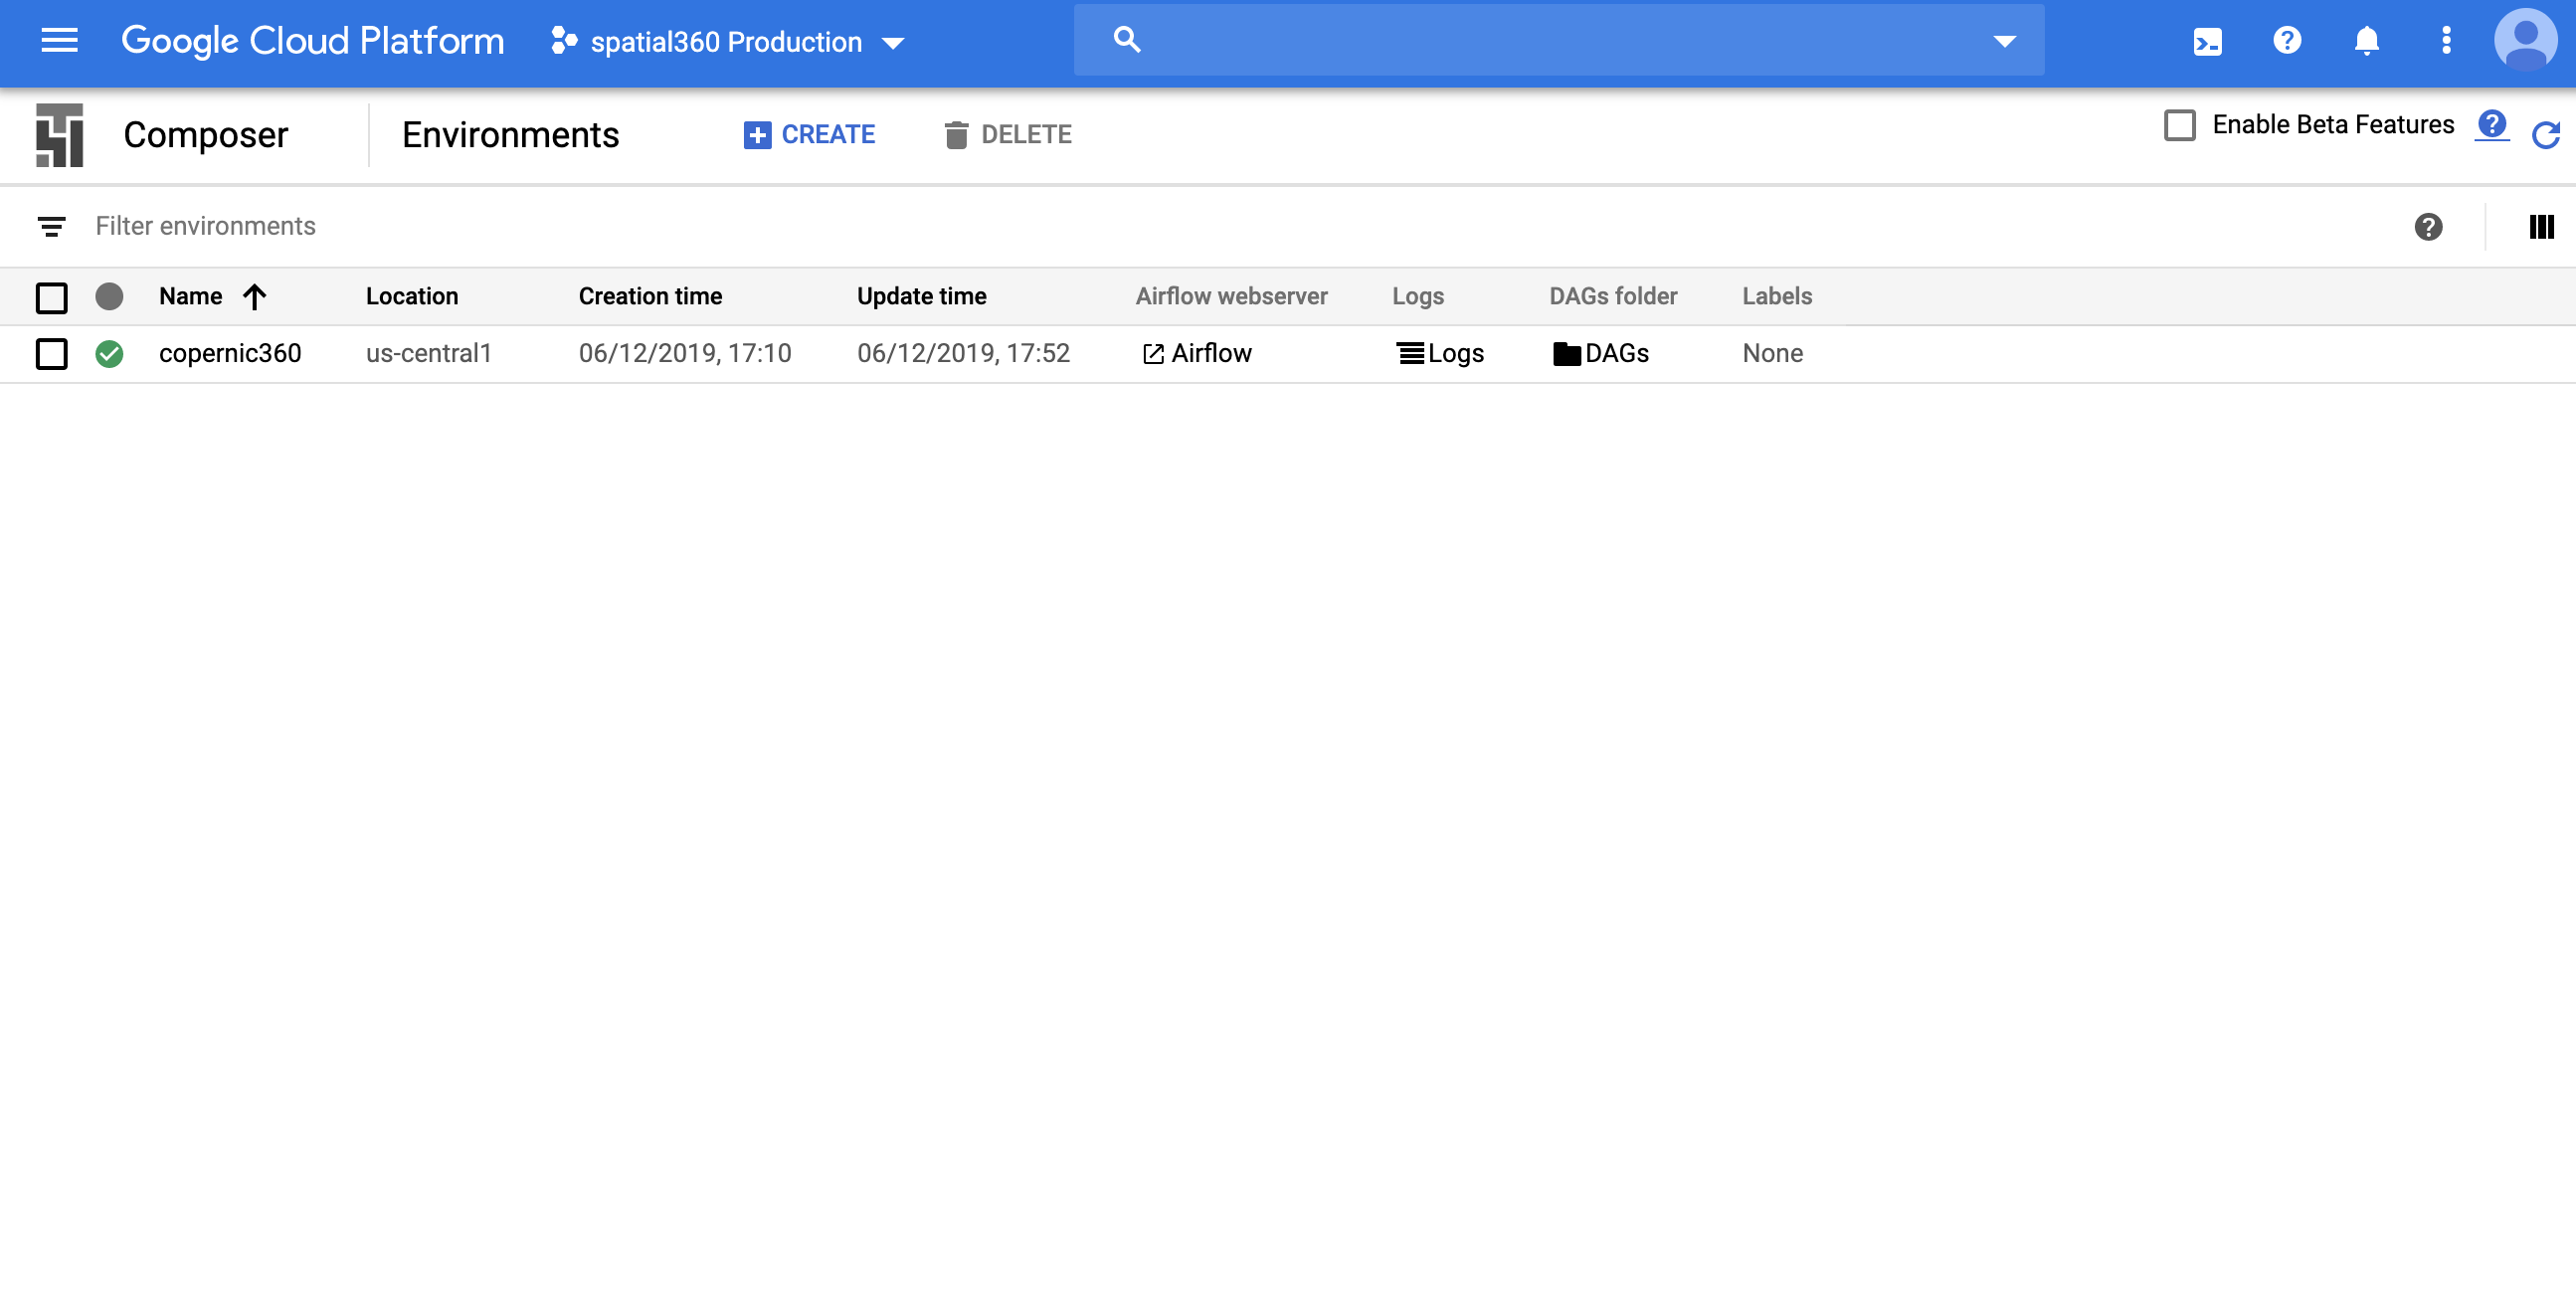 Google Cloud Platform spatial360 Production
Composer Environments CREATE DELETE Enable Beta Features
Filter environments
Name Location Creation time Update time Airflow webserver Logs DAGs folder Labels
copernic360 us-central1 06/12/2019, 17:10 06/12/2019, 17:52 Airflow Logs DAGs None